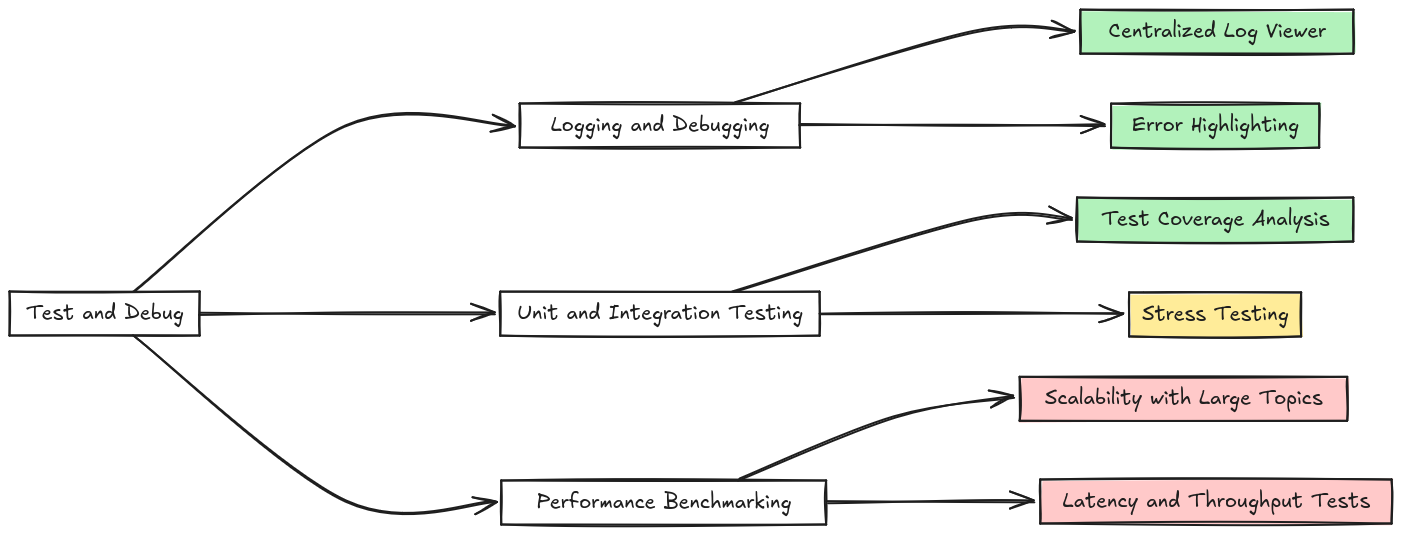 Centralized Log Viewer
Logging and Debugging
Error Highlighting
Test Coverage Analysis
Test and Debug
Unit and Integration Testing
Stress Testing
Scalability with Large Topics
Performance Benchmarking
Latency and Throughput Tests